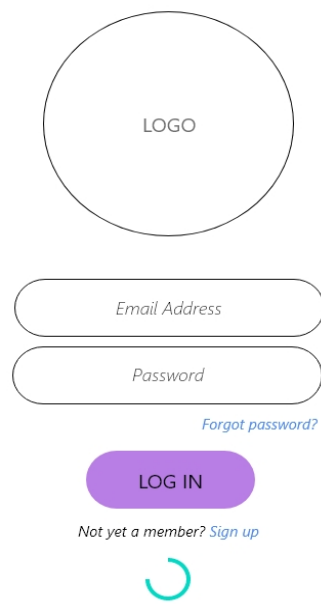 LOGO
Email Address
Password
Forgot password?
LOG IN
Not yet a member? Sign up